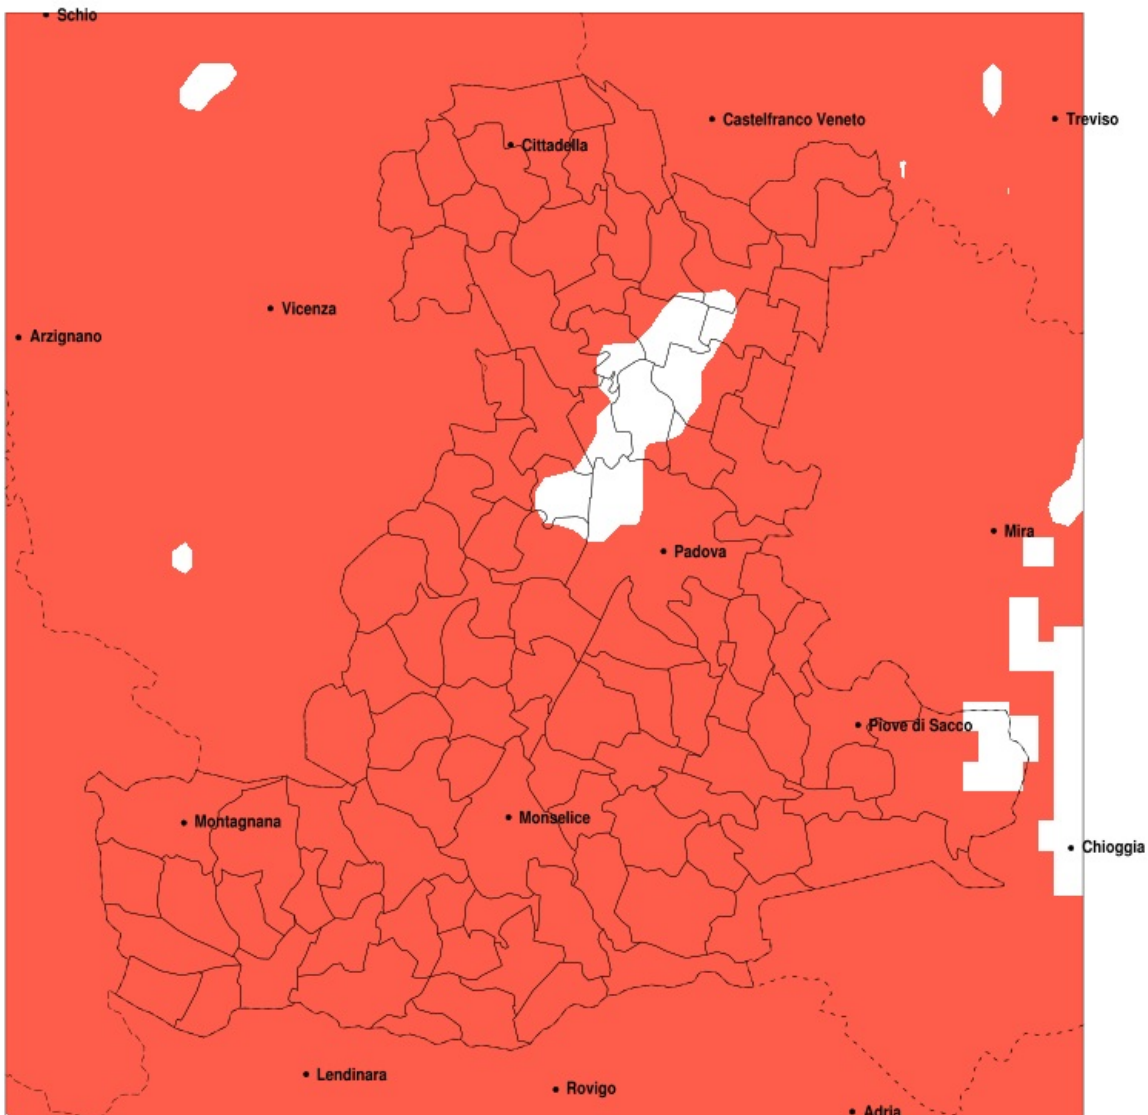 Schio
Castelfranco Veneto
Treviso
Cittadella
Vicenza
Arzignano
Mira
Padova
Piove di Sacco
Monselice
Montagnana
Chioggia
Lendinara
Rovigo
Adria